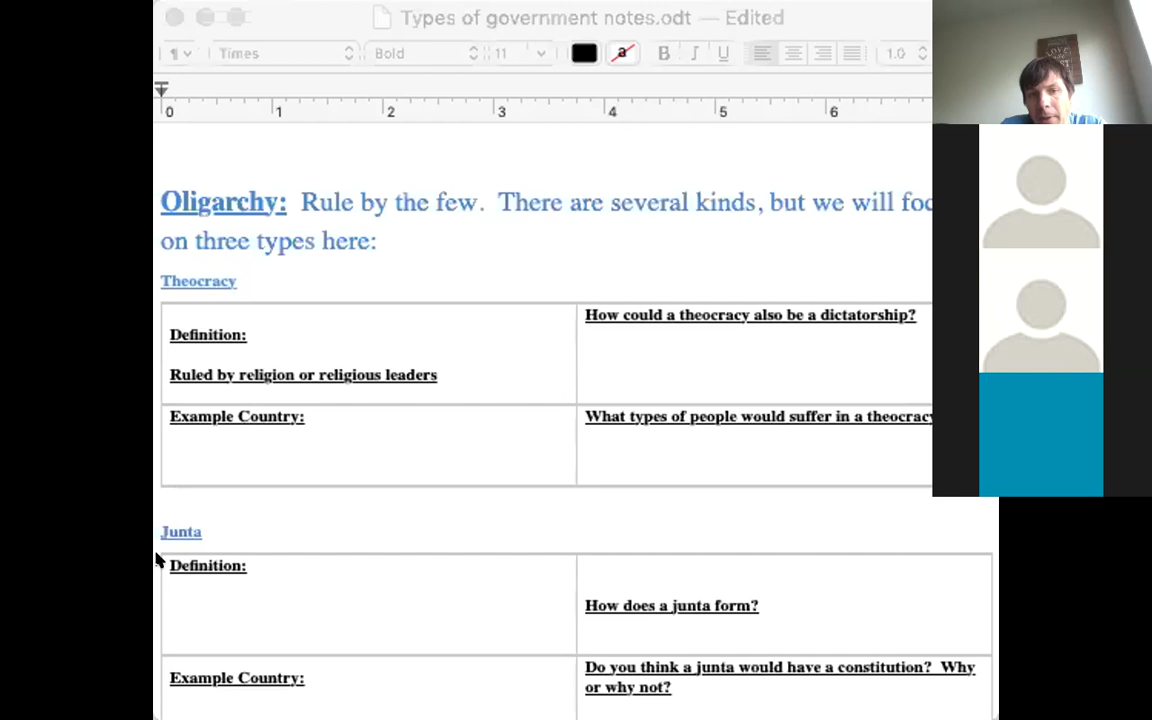 Types of government notes.odt — Edited
¶ Times Bold 11 a B I U 1.0
0 1 2 3 4 5 6
Oligarchy: Rule by the few. There are several kinds, but we will foc
on three types here:
Theocracy
Definition:
Ruled by religion or religious leaders
How could a theocracy also be a dictatorship?
Example Country:
What types of people would suffer in a theocracy
Junta
Definition:
How does a junta form?
Example Country:
Do you think a junta would have a constitution? Why
or why not?